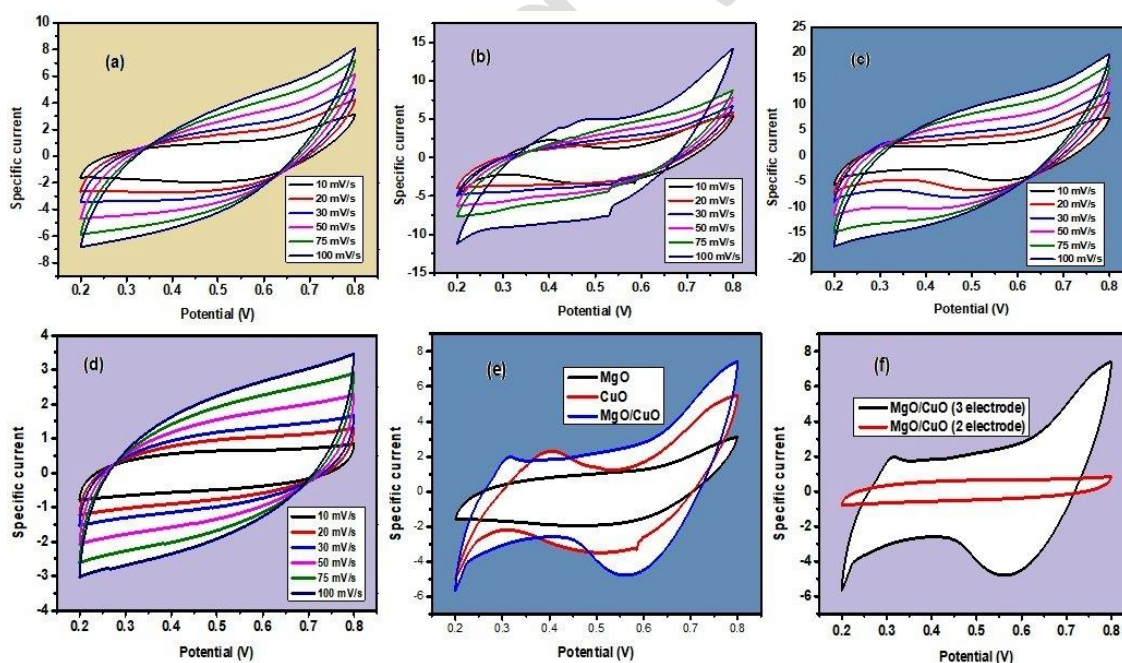 (a)
Specific current
10
8
6
4
2
0
-2
-4
-6
-8
10 mV/s
20 mV/s
30 mV/s
50 mV/s
75 mV/s
100 mV/s
0.2 0.3 0.4 0.5 0.6 0.7 0.8
Potential (V)
(b)
Specific current
15
10
5
0
-5
-10
-15
10 mV/s
20 mV/s
30 mV/s
50 mV/s
75 mV/s
100 mV/s
0.2 0.3 0.4 0.5 0.6 0.7 0.8
Potential (V)
(c)
Specific current
25
20
15
10
5
0
-5
-10
-15
-20
10 mV/s
20 mV/s
30 mV/s
50 mV/s
75 mV/s
100 mV/s
0.2 0.3 0.4 0.5 0.6 0.7 0.8
Potential (V)
(d)
Specific current
4
3
2
1
0
-1
-2
-3
-4
10 mV/s
20 mV/s
30 mV/s
50 mV/s
75 mV/s
100 mV/s
0.2 0.3 0.4 0.5 0.6 0.7 0.8
Potential (V)
(e)
Specific current
8
6
4
2
0
-2
-4
-6
MgO
CuO
MgO/CuO
0.2 0.3 0.4 0.5 0.6 0.7 0.8
Potential (V)
(f)
Specific current
8
6
4
2
0
-2
-4
-6
MgO/CuO (3 electrode)
MgO/CuO (2 electrode)
0.2 0.3 0.4 0.5 0.6 0.7 0.8
Potential (V)